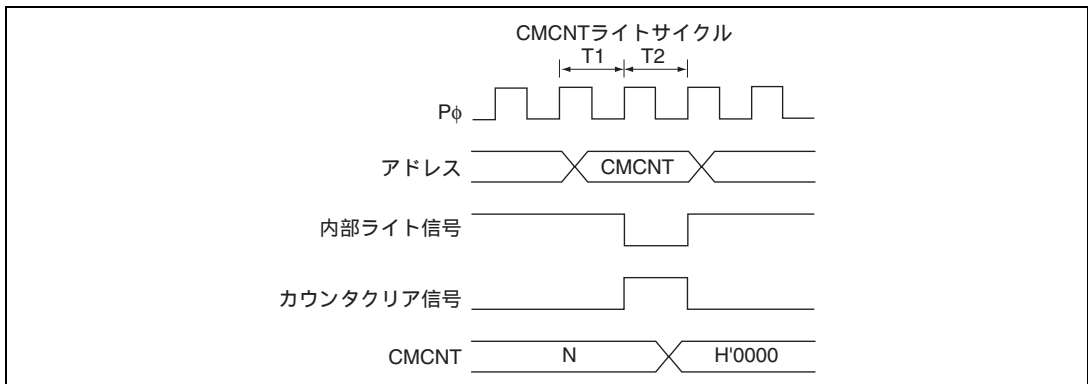 CMCNTライトサイクル
T1 T2
Pφ
アドレス CMCNT
内部ライト信号
カウンタクリア信号
CMCNT N H'0000